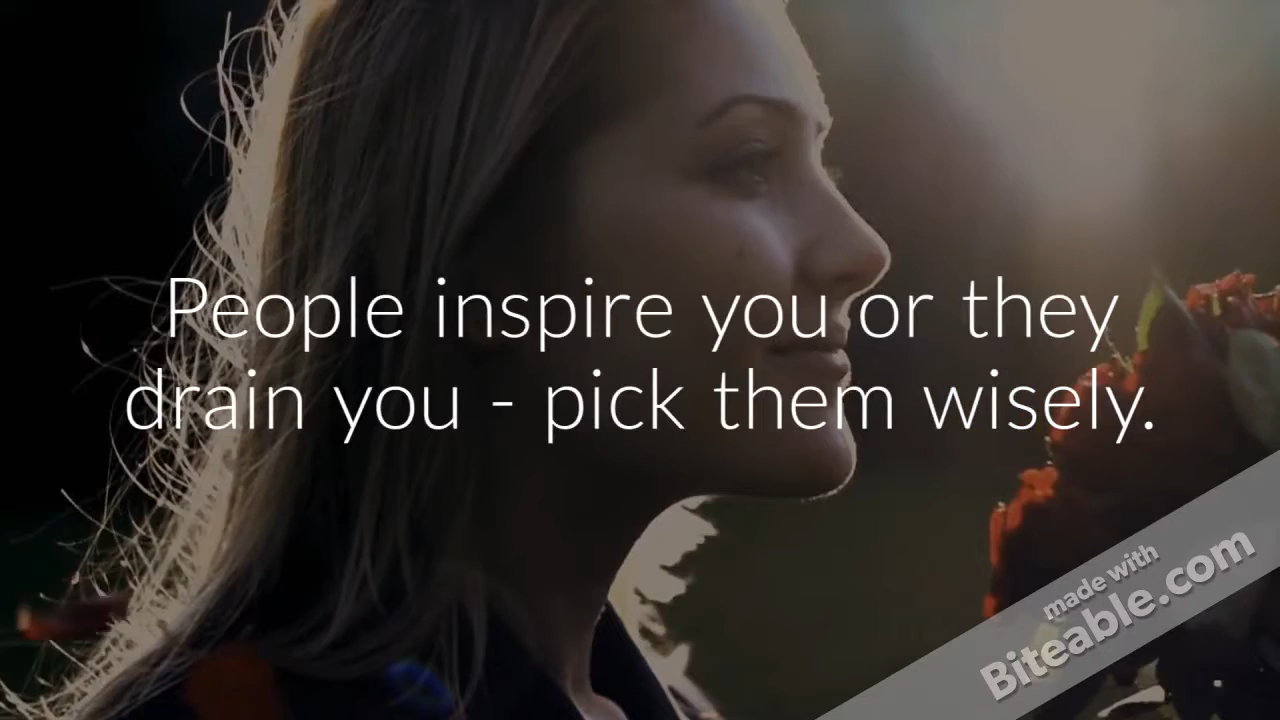 People inspire you or they
drain you - pick them wisely.
made with
Biteable.com